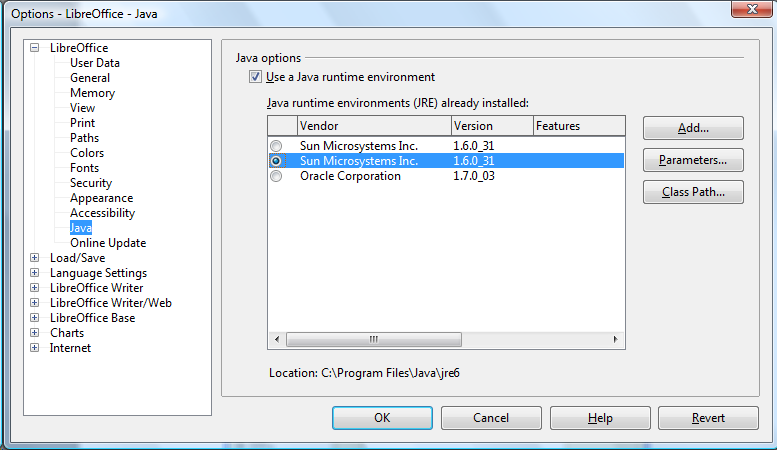 Options - LibreOffice - Java
LibreOffice
User Data
General
Memory
View
Print
Paths
Colors
Fonts
Security
Appearance
Accessibility
Java
Online Update
Load/Save
Language Settings
LibreOffice Writer
LibreOffice Writer/Web
LibreOffice Base
Charts
Internet
Java options
Use a Java runtime environment
Java runtime environments (JRE) already installed:
Vendor Version Features
Sun Microsystems Inc. 1.6.0_31
Sun Microsystems Inc. 1.6.0_31
Oracle Corporation 1.7.0_03
Add...
Parameters...
Class Path...
Location: C:\Program Files\Java\jre6
OK Cancel Help Revert